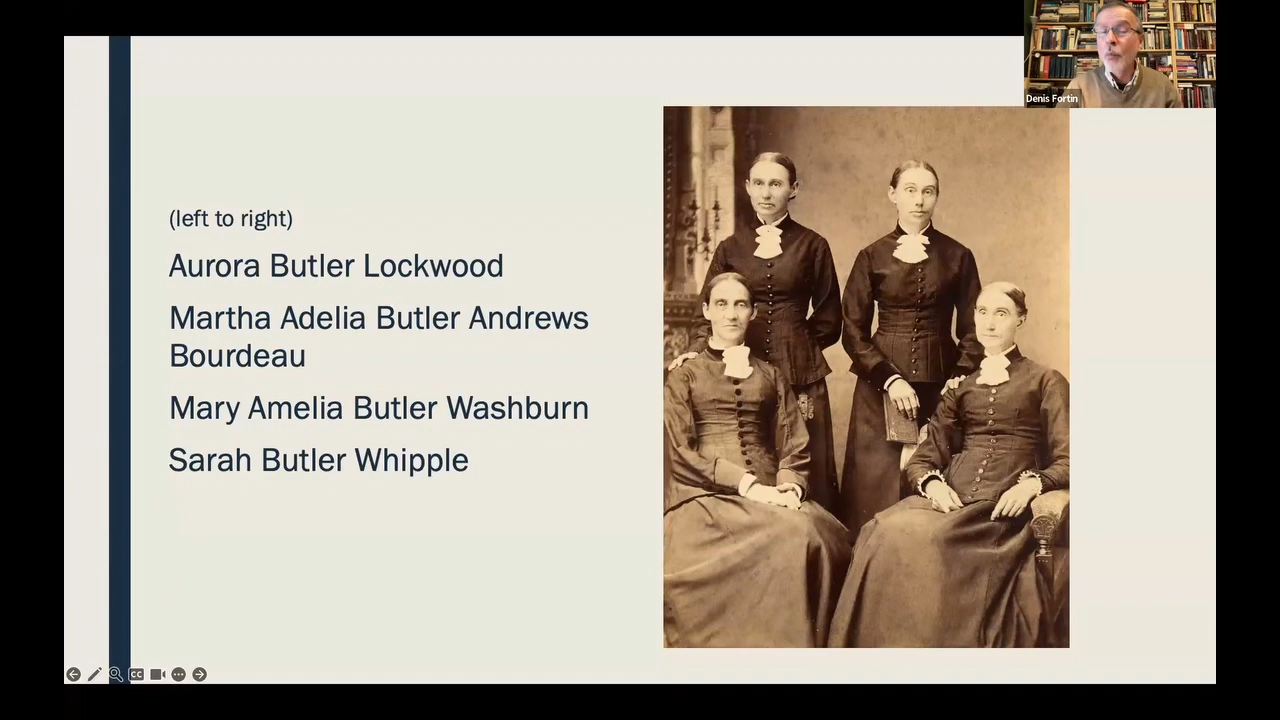 Denis Fortin
(left to right)
Aurora Butler Lockwood
Martha Adelia Butler Andrews
Bourdeau
Mary Amelia Butler Washburn
Sarah Butler Whipple
CC